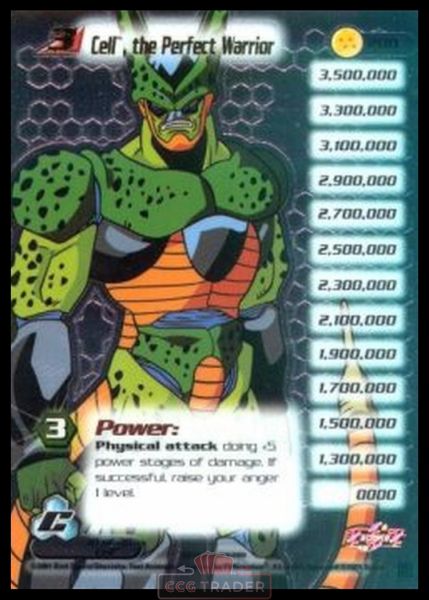 3 Cell™, the Perfect Warrior
200
3,500,000
3,300,000
3,100,000
2,900,000
2,700,000
2,500,000
2,300,000
2,100,000
1,900,000
1,700,000
1,500,000
1,300,000
0000
3
Power:
Physical attack doing +5
power stages of damage. If
successful, raise your anger
1 level.
CCG TRADER